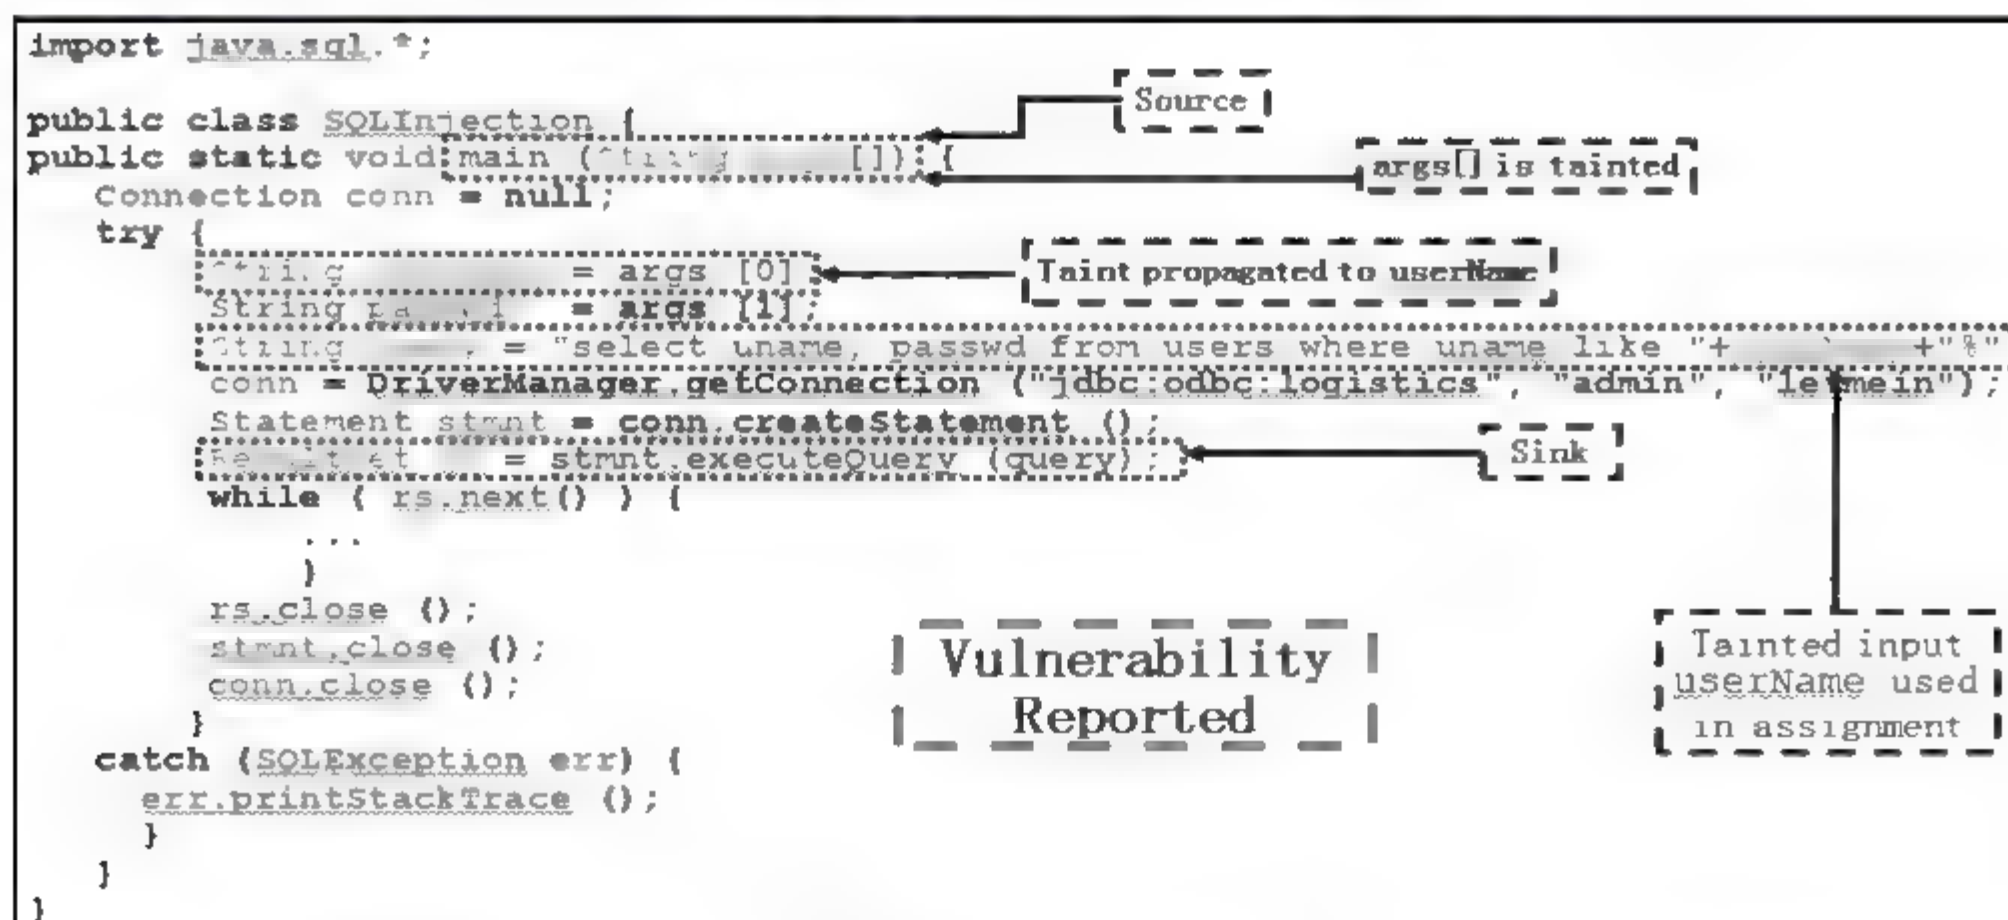 import java.sql.*;
public class SQLInjection {
Source
public static void main ( []) {
args[] is tainted
Connection conn = null;
try {
= args [0]
Taint propagated to userName
String = args [1];
= "select uname, passwd from users where uname like "+ +"%"
conn = DriverManager.getConnection ("jdbc:odbc:logistics", "admin", "letmein");
Statement stmnt = conn.createStatement ();
= stmnt.executeQuery (query);
Sink
while ( rs.next() ) {
...
}
rs.close ();
stmnt.close ();
conn.close ();
}
Vulnerability
Reported
Tainted input
userName used
in assignment
catch (SQLException err) {
err.printStackTrace ();
}
}
}